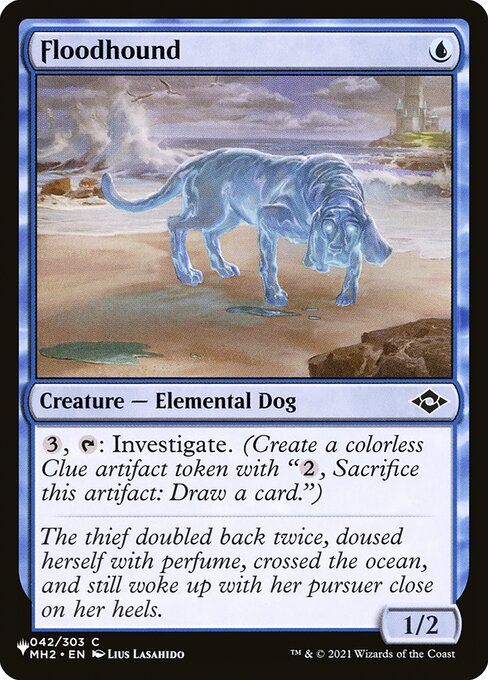 Floodhound
Creature — Elemental Dog
3, T: Investigate. (Create a colorless
Clue artifact token with “2, Sacrifice
this artifact: Draw a card.”)
The thief doubled back twice, doused
herself with perfume, crossed the ocean,
and still woke up with her pursuer close
on her heels.
1/2
042/303 C
MH2 • EN Lius Lasahido
™ & © 2021 Wizards of the Coast